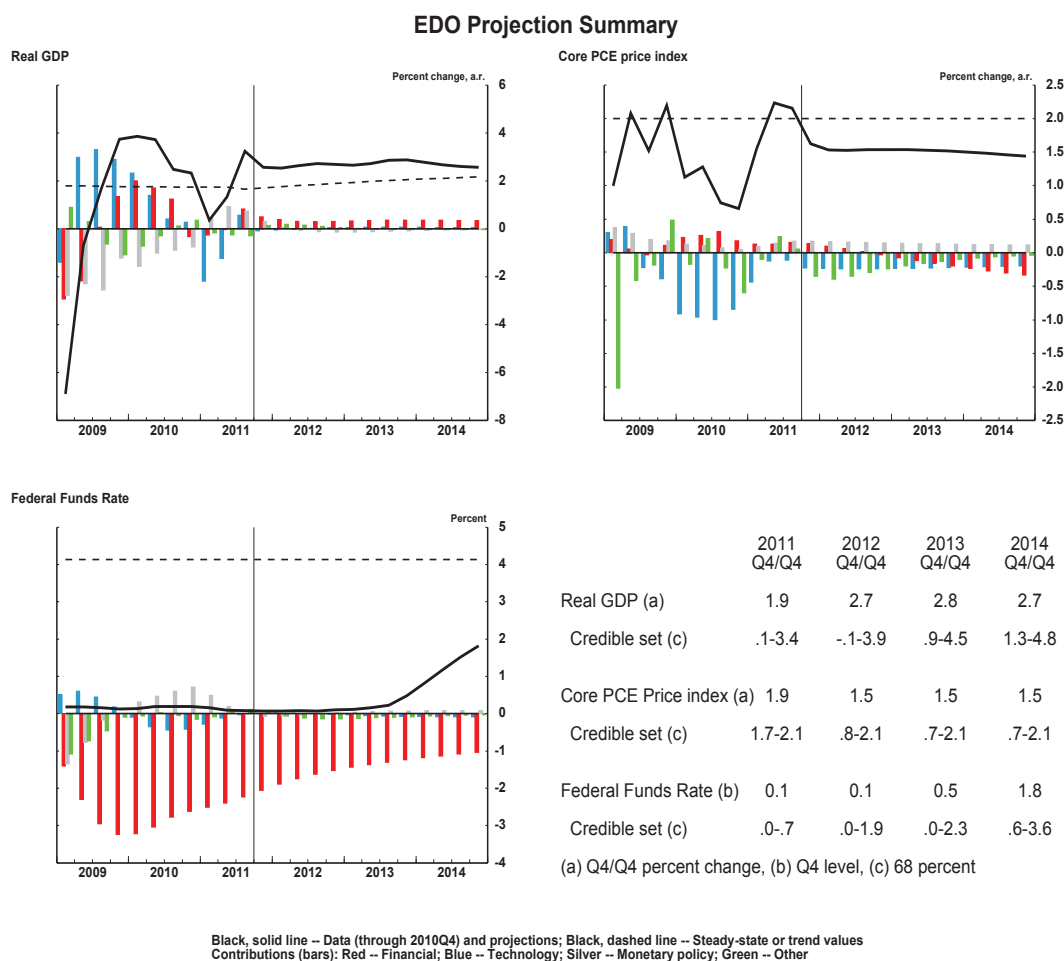 EDO Projection Summary
Real GDP
Percent change, a.r.
6
4
2
0
-2
-4
-6
-8
2009 2010 2011 2012 2013 2014
Core PCE price index
Percent change, a.r.
2.5
2.0
1.5
1.0
0.5
0.0
-0.5
-1.0
-1.5
-2.0
-2.5
2009 2010 2011 2012 2013 2014
Federal Funds Rate
Percent
5
4
3
2
1
0
-1
-2
-3
-4
2009 2010 2011 2012 2013 2014
2011 2012 2013 2014
Q4/Q4 Q4/Q4 Q4/Q4 Q4/Q4
Real GDP (a) 1.9 2.7 2.8 2.7
Credible set (c) .1-3.4 -.1-3.9 .9-4.5 1.3-4.8
Core PCE Price index (a) 1.9 1.5 1.5 1.5
Credible set (c) 1.7-2.1 .8-2.1 .7-2.1 .7-2.1
Federal Funds Rate (b) 0.1 0.1 0.5 1.8
Credible set (c) .0-.7 .0-1.9 .0-2.3 .6-3.6
(a) Q4/Q4 percent change, (b) Q4 level, (c) 68 percent
Black, solid line -- Data (through 2010Q4) and projections; Black, dashed line -- Steady-state or trend values
Contributions (bars): Red -- Financial; Blue -- Technology; Silver -- Monetary policy; Green -- Other